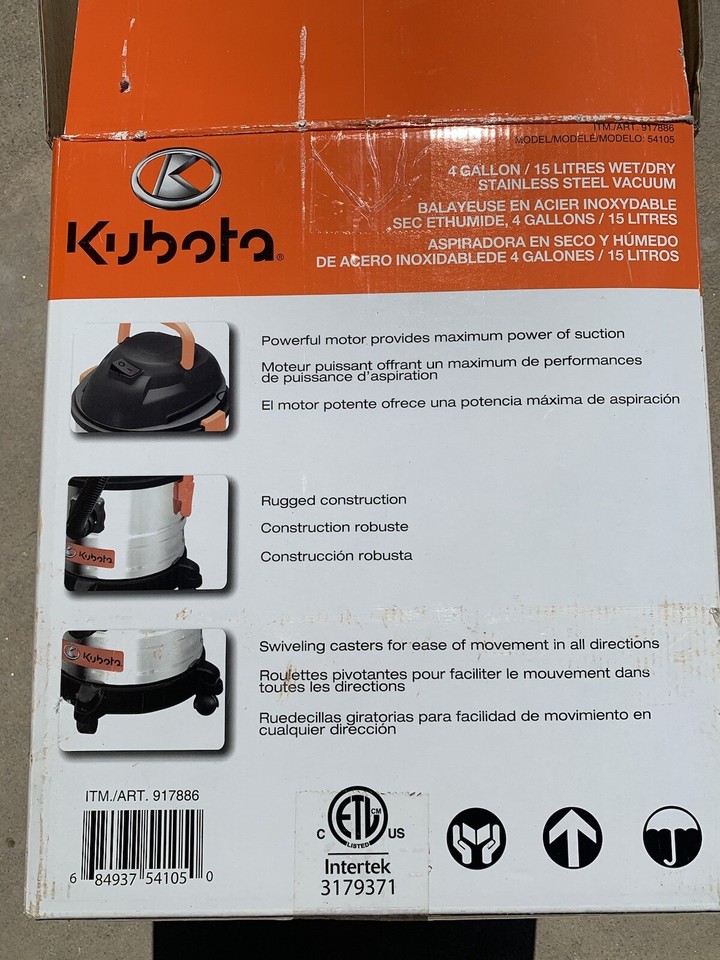 ITM./ART. 917886
MODEL/MODÈLE/MODELO: 54105
Kubota®
4 GALLON / 15 LITRES WET/DRY
STAINLESS STEEL VACUUM
BALAYEUSE EN ACIER INOXYDABLE
SEC ETHUMIDE, 4 GALLONS / 15 LITRES
ASPIRADORA EN SECO Y HÚMEDO
DE ACERO INOXIDABLEDE 4 GALONES / 15 LITROS
Powerful motor provides maximum power of suction
Moteur puissant offrant un maximum de performances
de puissance d'aspiration
El motor potente ofrece una potencia máxima de aspiración
Kubota
Rugged construction
Construction robuste
Construcción robusta
Kubota
Swiveling casters for ease of movement in all directions
Roulettes pivotantes pour faciliter le mouvement dans
toutes les directions
Ruedecillas giratorias para facilidad de movimiento en
cualquier dirección
ITM./ART. 917886
6 84937 54105 0
C ETL CM US
LISTED
Intertek
3179371